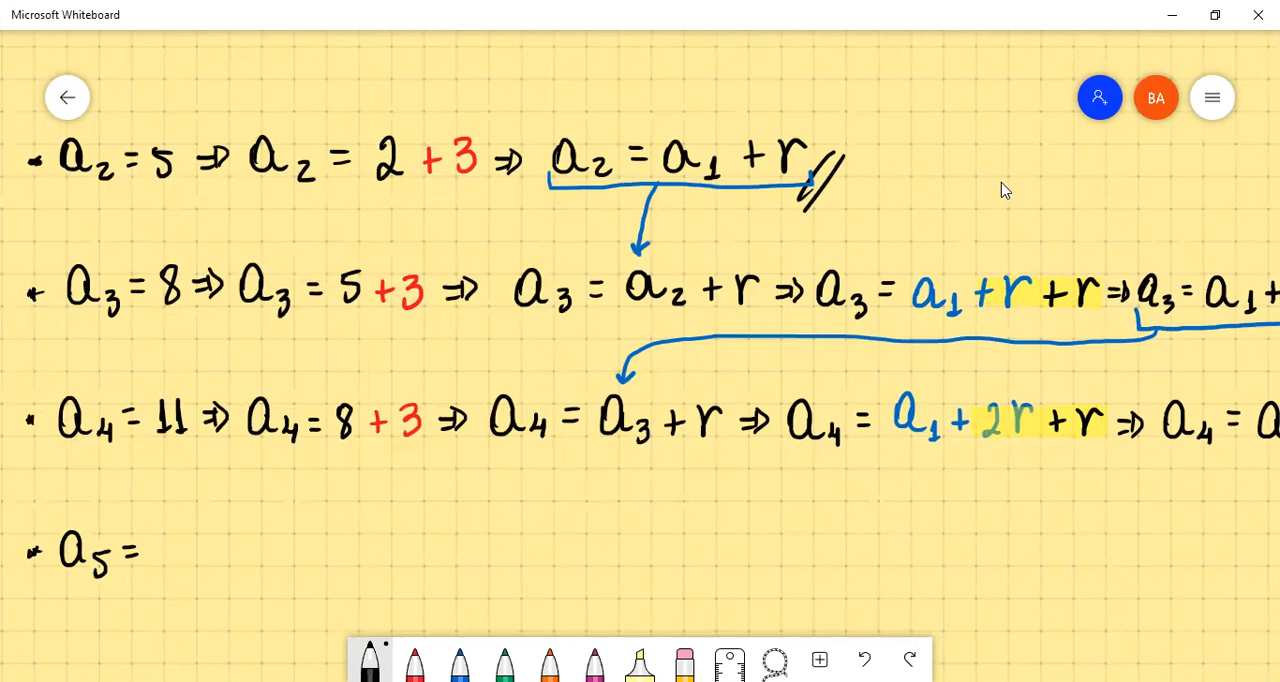 Microsoft Whiteboard
BA
* a₂ = 5 ⇒ a₂ = 2 + 3 ⇒ a₂ = a₁ + r //
* a₃ = 8 ⇒ a₃ = 5 + 3 ⇒ a₃ = a₂ + r ⇒ a₃ = a₁ + r + r ⇒ a₃ = a₁ +
* a₄ = 11 ⇒ a₄ = 8 + 3 ⇒ a₄ = a₃ + r ⇒ a₄ = a₁ + 2r + r ⇒ a₄ = a
* a₅ =